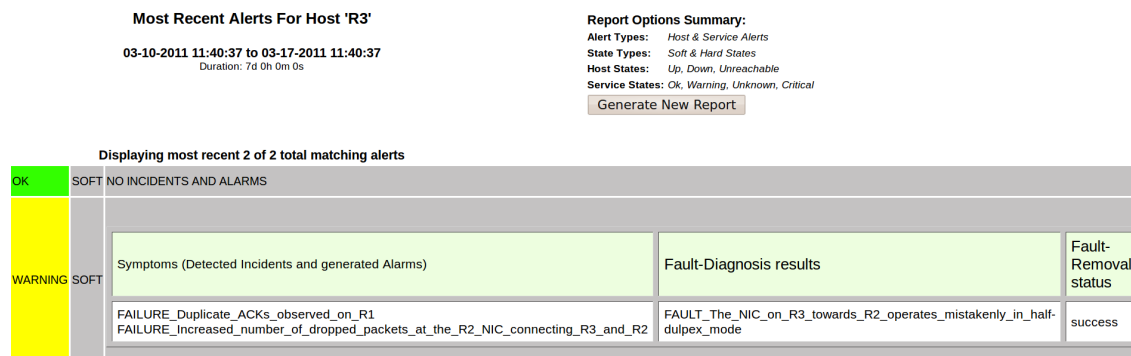 Most Recent Alerts For Host 'R3'
03-10-2011 11:40:37 to 03-17-2011 11:40:37
Duration: 7d 0h 0m 0s
Report Options Summary:
Alert Types: Host & Service Alerts
State Types: Soft & Hard States
Host States: Up, Down, Unreachable
Service States: Ok, Warning, Unknown, Critical
Generate New Report
Displaying most recent 2 of 2 total matching alerts
OK SOFT NO INCIDENTS AND ALARMS
WARNING SOFT
Symptoms (Detected Incidents and generated Alarms)
Fault-Diagnosis results
Fault-
Removal
status
FAILURE_Duplicate_ACKs_observed_on_R1
FAILURE_Increased_number_of_dropped_packets_at_the_R2_NIC_connecting_R3_and_R2
FAULT_The_NIC_on_R3_towards_R2_operates_mistakenly_in_half-
dulpex_mode
success